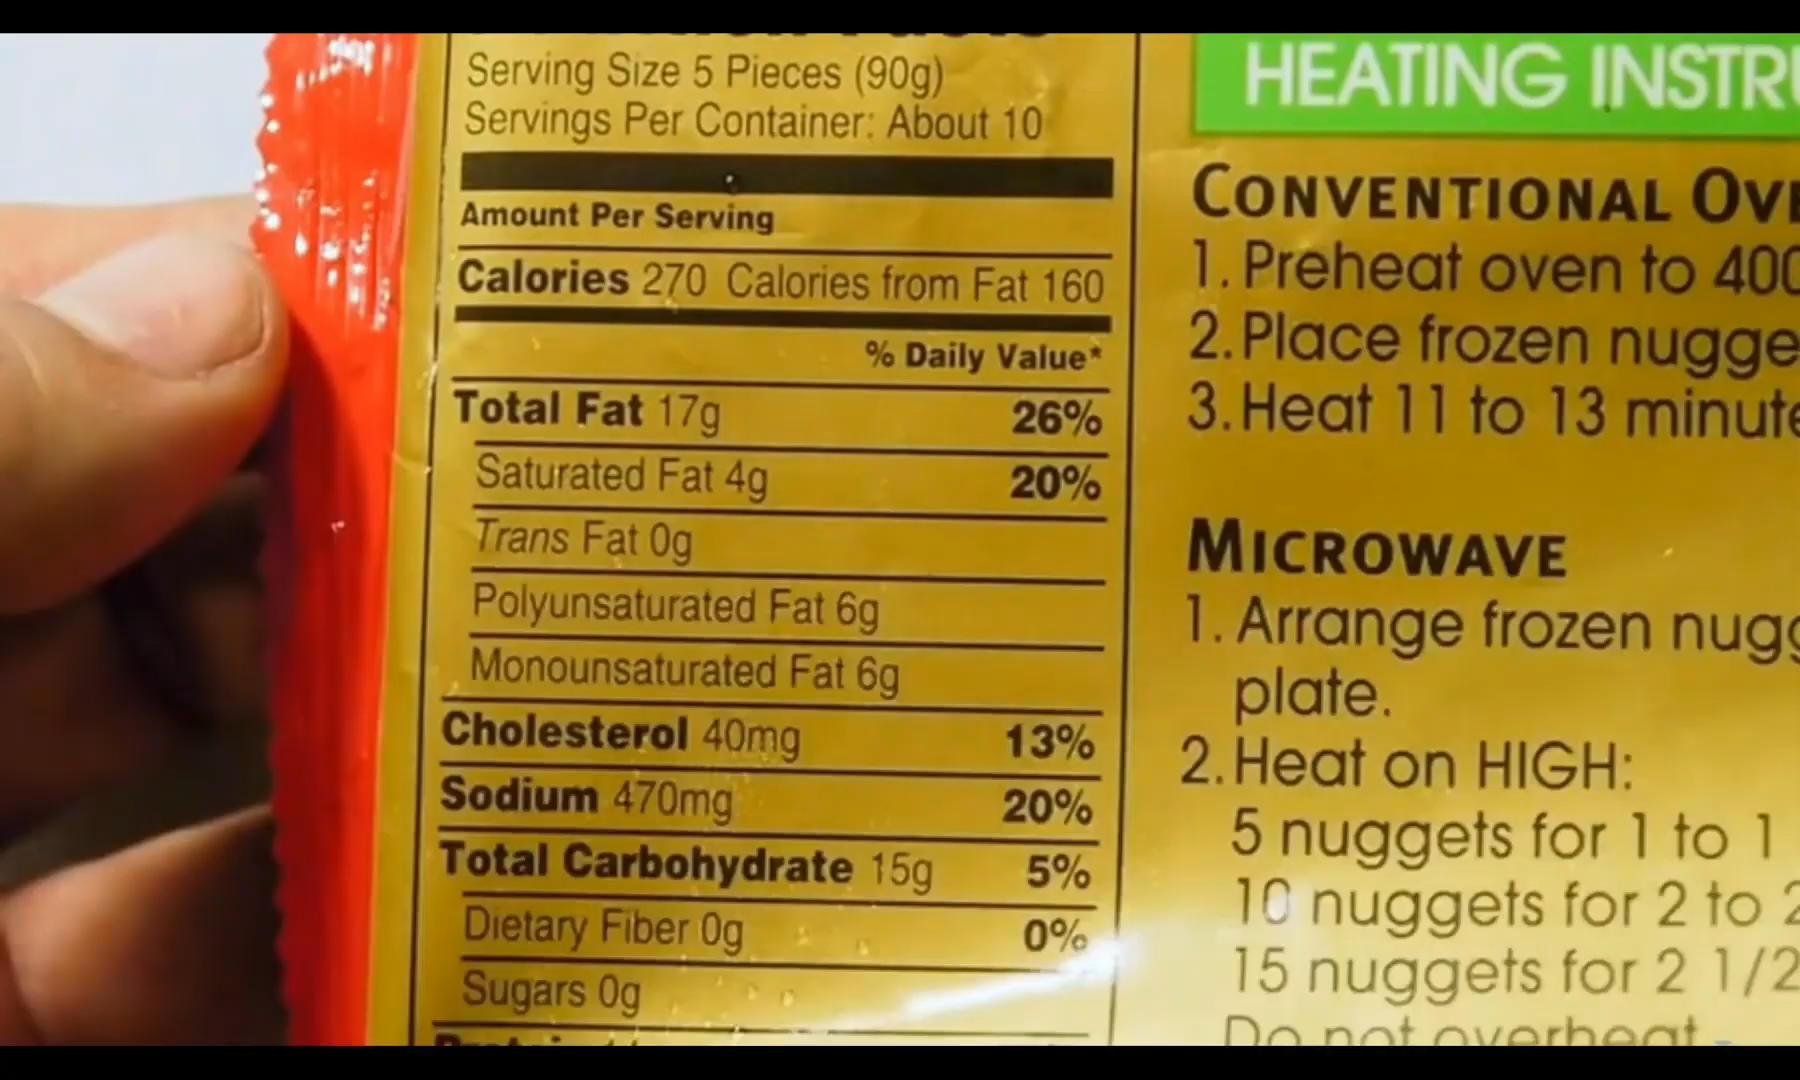 Serving Size 5 Pieces (90g)
Servings Per Container: About 10
Amount Per Serving
Calories 270 Calories from Fat 160
% Daily Value*
Total Fat 17g 26%
Saturated Fat 4g 20%
Trans Fat 0g
Polyunsaturated Fat 6g
Monounsaturated Fat 6g
Cholesterol 40mg 13%
Sodium 470mg 20%
Total Carbohydrate 15g 5%
Dietary Fiber 0g 0%
Sugars 0g
HEATING INSTRU
CONVENTIONAL OVE
1. Preheat oven to 400
2. Place frozen nugge
3. Heat 11 to 13 minute
MICROWAVE
1. Arrange frozen nugg
plate.
2. Heat on HIGH:
5 nuggets for 1 to 1
10 nuggets for 2 to 2
15 nuggets for 2 1/2
Do not overheat.